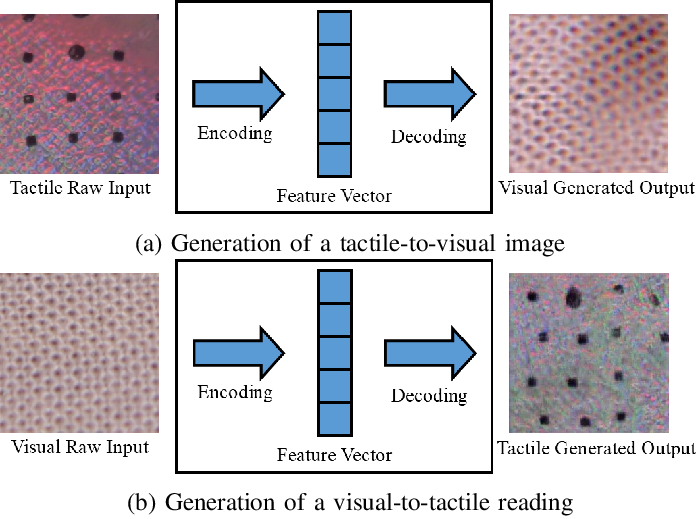 Encoding
Decoding
Tactile Raw Input
Feature Vector
Visual Generated Output
(a) Generation of a tactile-to-visual image
Encoding
Decoding
Visual Raw Input
Feature Vector
Tactile Generated Output
(b) Generation of a visual-to-tactile reading